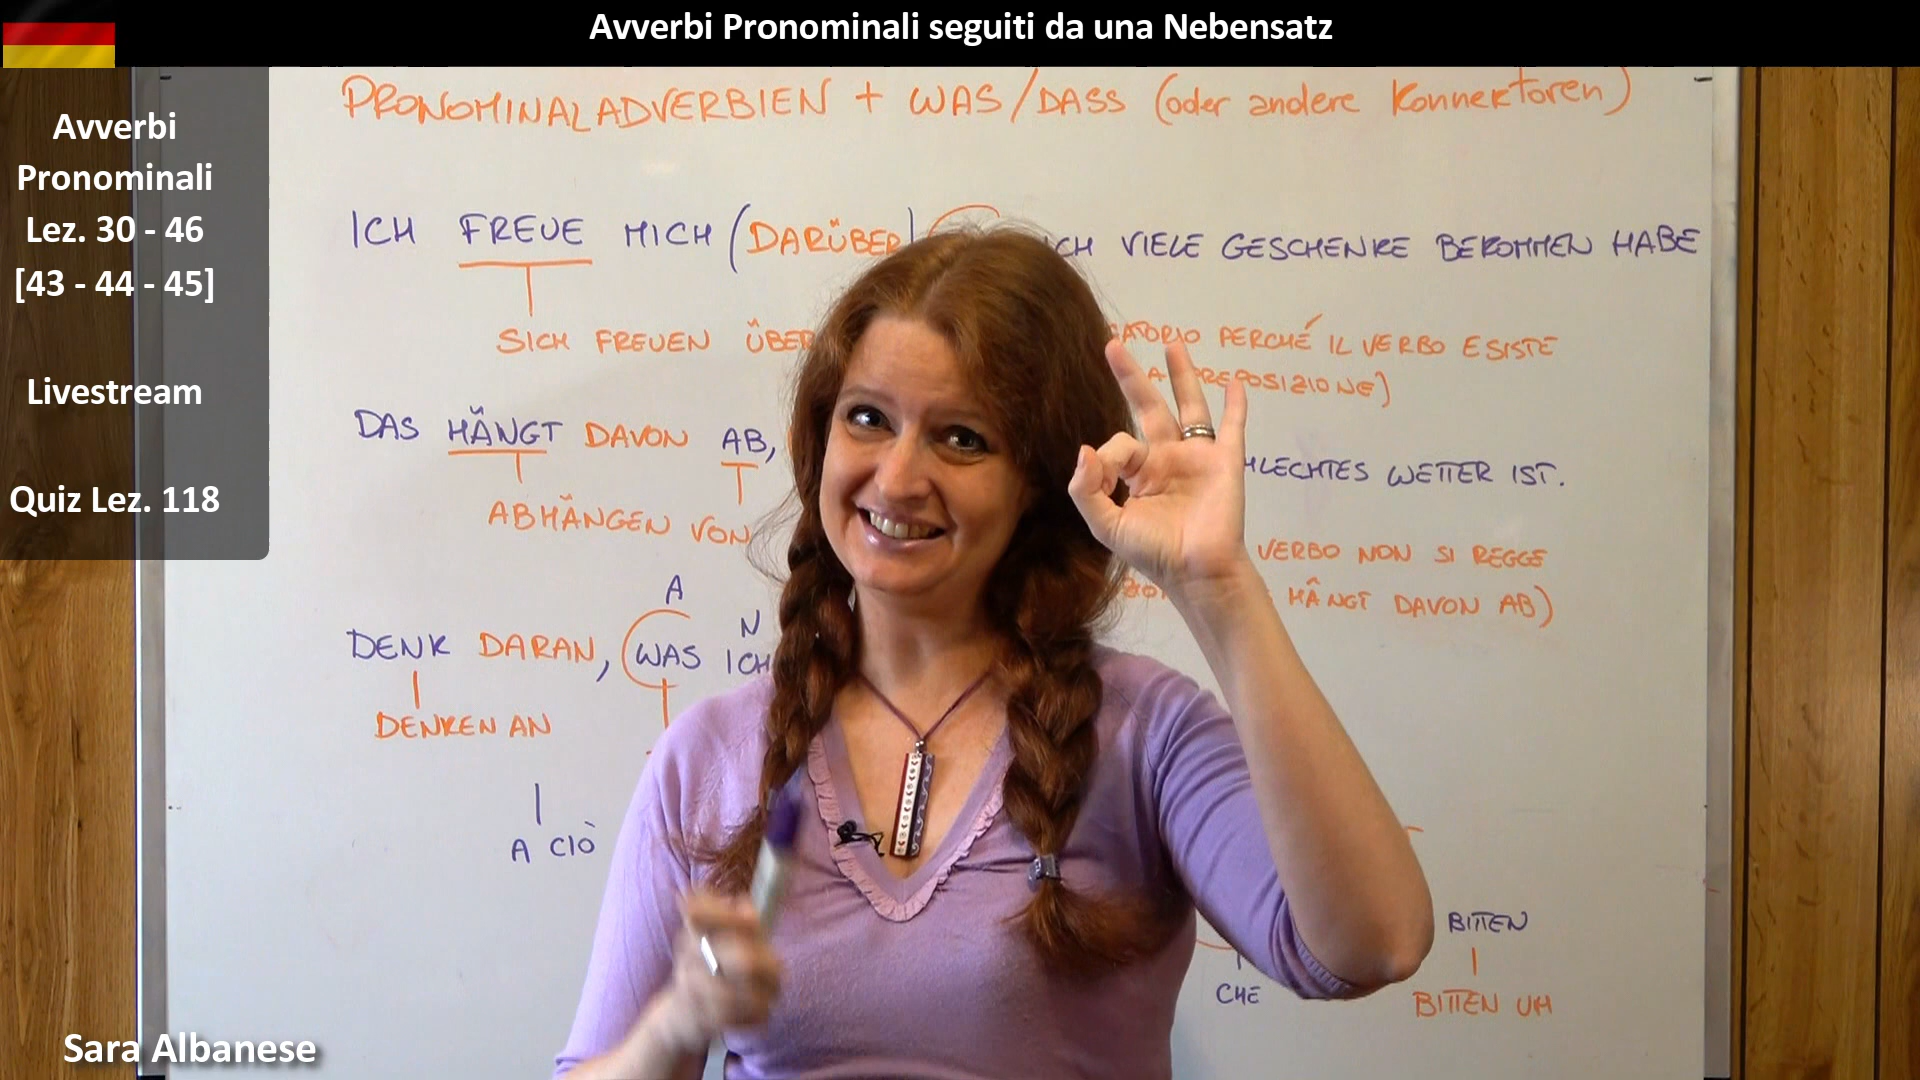 Avverbi Pronominali seguiti da una Nebensatz
Avverbi
Pronominali
Lez. 30 - 46
[43 - 44 - 45]
Livestream
Quiz Lez. 118
PRONOMINALADVERBIEN + WAS/DASS (oder andere Konnektoren)
ICH FREUE MICH (DARÜBER) ICH VIELE GESCHENKE BEKOMMEN HABE
SICH FREUEN ÜBER PERCHÉ IL VERBO ESISTE
PREPOSIZIONE)
DAS HÄNGT DAVON AB, WETTER IST.
ABHÄNGEN VON
VERBO NON SI REGGE
HÄNGT DAVON AB)
A
N
DENK DARAN, WAS ICH
DENKEN AN
A CIÒ
BITTEN
CHE
BITTEN UM
Sara Albanese